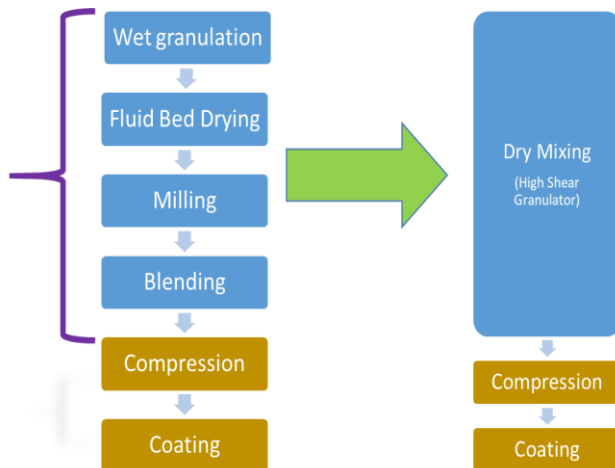 Wet granulation
Fluid Bed Drying
Milling
Blending
Compression
Coating
Dry Mixing
(High Shear
Granulator)
Compression
Coating